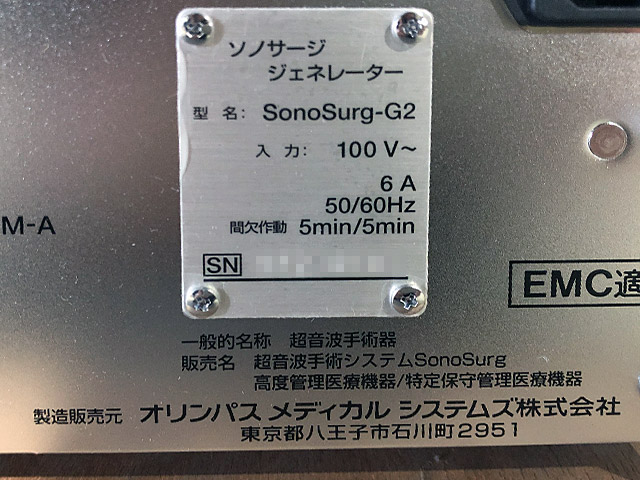 ソノサージ
ジェネレーター
型 名: SonoSurg-G2
入 力: 100 V~
6 A
50/60Hz
間欠作動 5min/5min
SN
M-A
EMC適
一般的名称 超音波手術器
販売名 超音波手術システムSonoSurg
高度管理医療機器/特定保守管理医療機器
製造販売元 オリンパス メディカル システムズ株式会社
東京都八王子市石川町2951